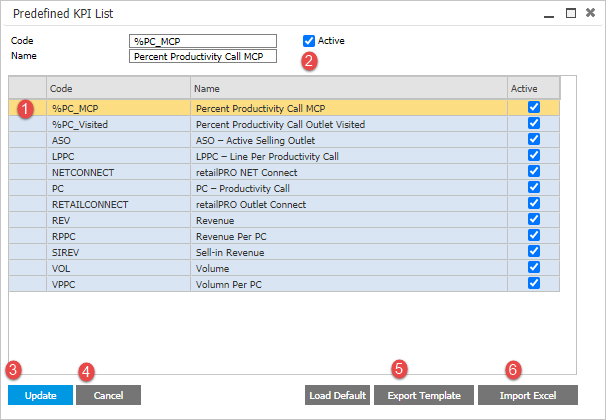 Predefined KPI List
Code %PC_MCP Active
Name Percent Productivity Call MCP
2
Code Name Active
1 %PC_MCP Percent Productivity Call MCP
%PC_Visited Percent Productivity Call Outlet Visited
ASO ASO – Active Selling Outlet
LPPC LPPC – Line Per Productivity Call
NETCONNECT retailPRO NET Connect
PC PC – Productivity Call
RETAILCONNECT retailPRO Outlet Connect
REV Revenue
RPPC Revenue Per PC
SIREV Sell-in Revenue
VOL Volume
VPPC Volumn Per PC
3 4 5 6
Update Cancel Load Default Export Template Import Excel